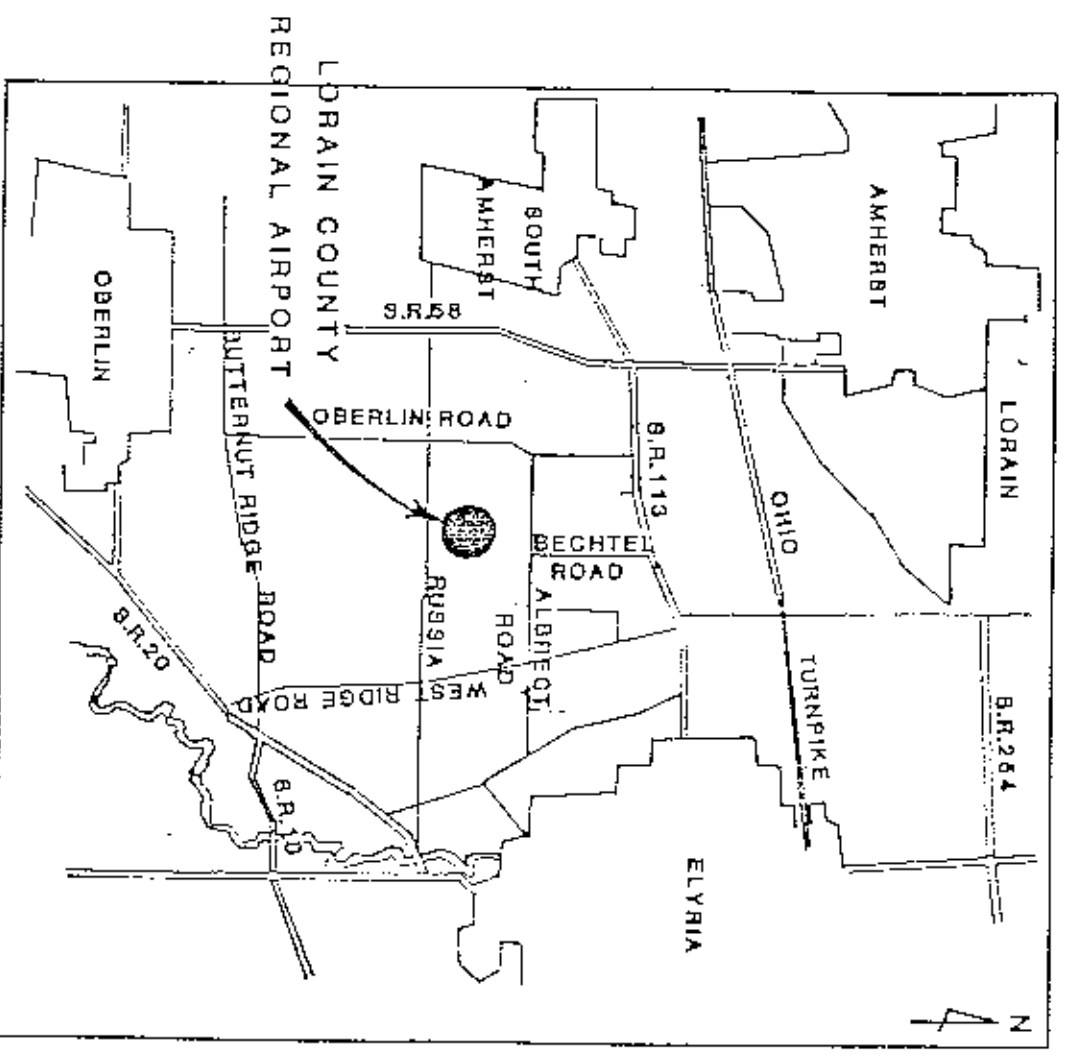 N
LORAIN
S.R.254
AMHERST
OHIO
TURNPIKE
ELYRIA
S.R.113
SOUTH
AMHERST
BECHTEL
ROAD
ALBRECT
ROAD
S.R.58
OBERLIN ROAD
RUSSIA
WEST RIDGE ROAD
LORAIN COUNTY
REGIONAL AIRPORT
BUTTERNUT RIDGE ROAD
S.R.10
S.R.20
OBERLIN